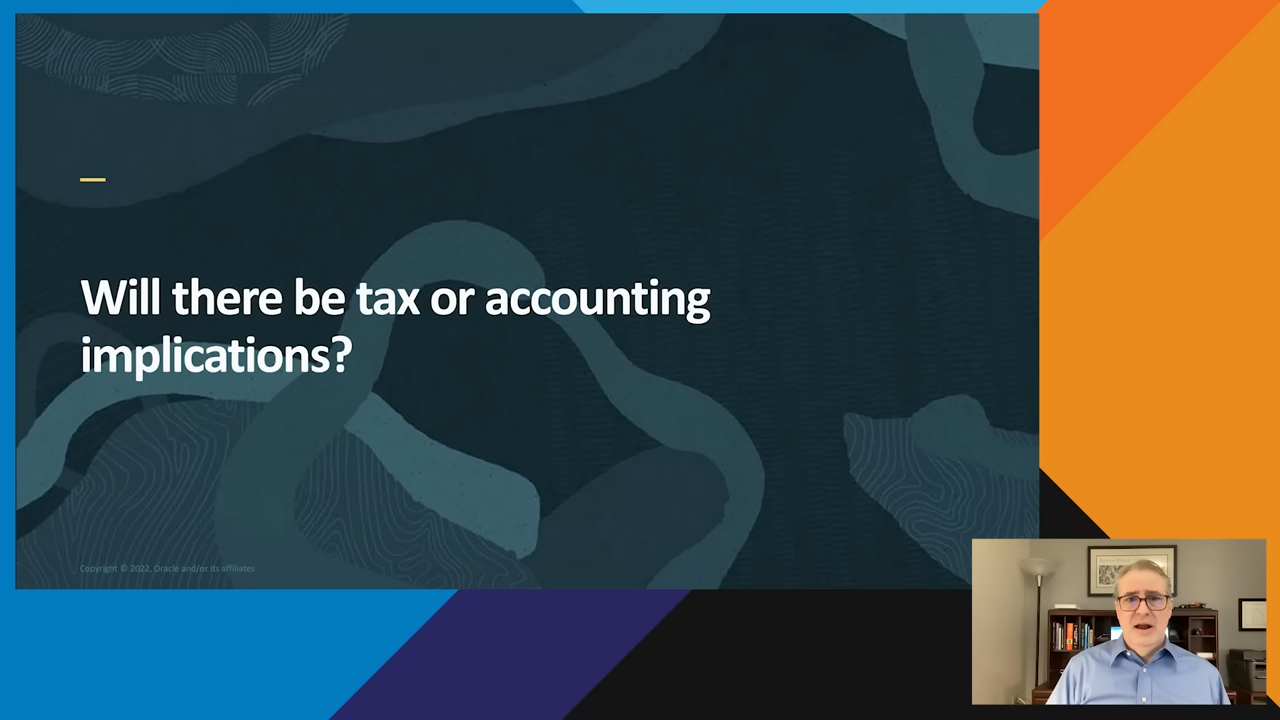 Will there be tax or accounting
implications?
Copyright © 2022, Oracle and/or its affiliates